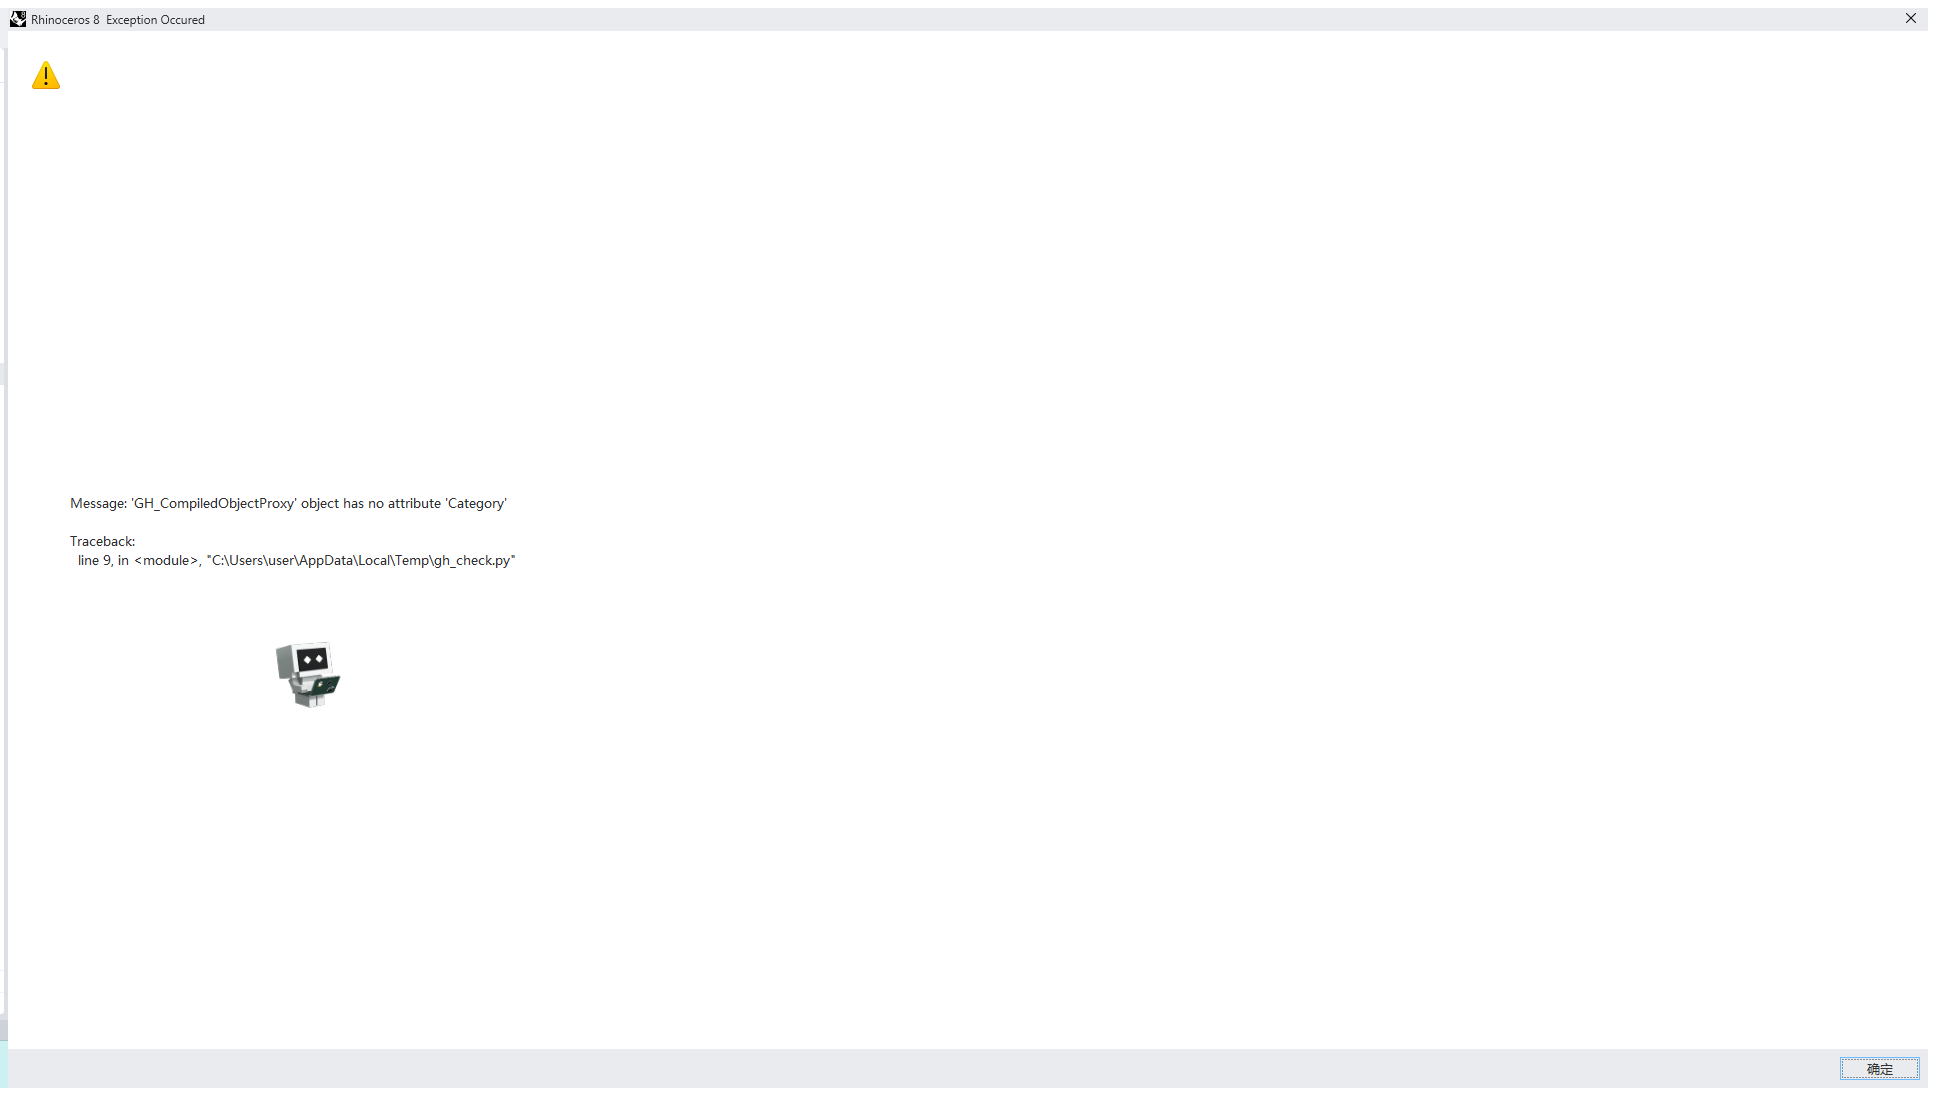 Rhinoceros 8  Exception Occured
Message: 'GH_CompiledObjectProxy' object has no attribute 'Category'
Traceback:
line 9, in <module>, "C:\Users\user\AppData\Local\Temp\gh_check.py"
确定